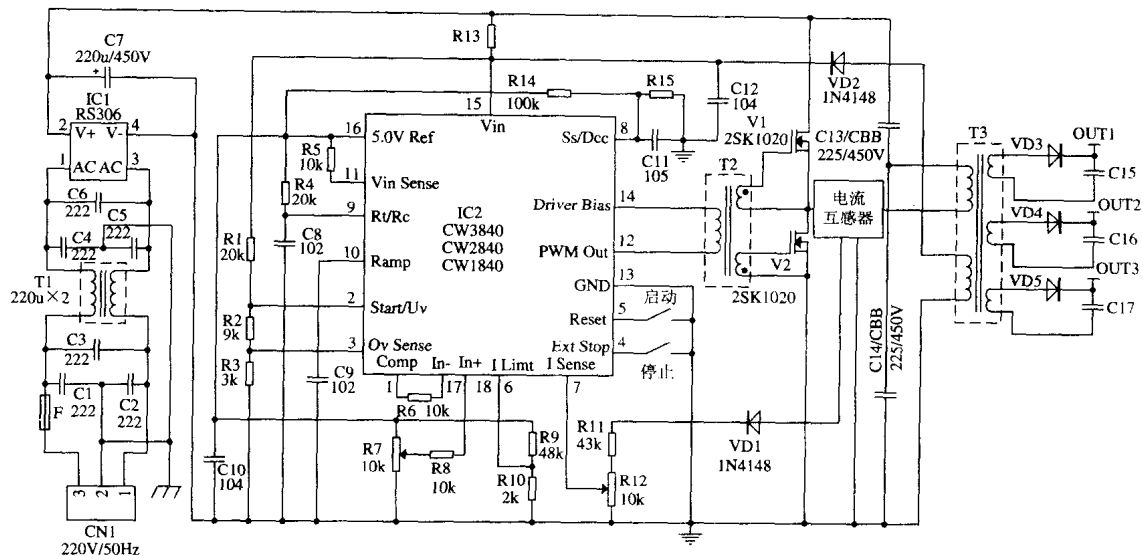 C7
220u/450V
+
IC1
RS306
2
V+
V-
4
1
AC
AC
3
C6
222
C5
222
C4
222
T1
220u×2
C3
222
C1
222
C2
222
F
3
2
1
CN1
220V/50Hz
R13
R14
100k
R15
C12
104
VD2
1N4148
15
Vin
16
5.0V Ref
R5
10k
11
Vin Sense
R4
20k
9
Rt/Rc
C8
102
10
Ramp
R1
20k
2
Start/Uv
R2
9k
3
Ov Sense
R3
3k
C9
102
IC2
CW3840
CW2840
CW1840
Ss/Dcc
8
C11
105
Driver Bias
14
PWM Out
12
GND
13
Reset
5
启动
Ext Stop
4
停止
Comp
In-
In+
I Limt
I Sense
1
17
18
6
7
R6
10k
R7
10k
R8
10k
R9
48k
R10
2k
R11
43k
R12
10k
C10
104
VD1
1N4148
T2
V1
2SK1020
V2
2SK1020
C13/CBB
225/450V
电流
互感器
C14/CBB
225/450V
T3
VD3
OUT1
C15
OUT2
VD4
C16
OUT3
VD5
C17